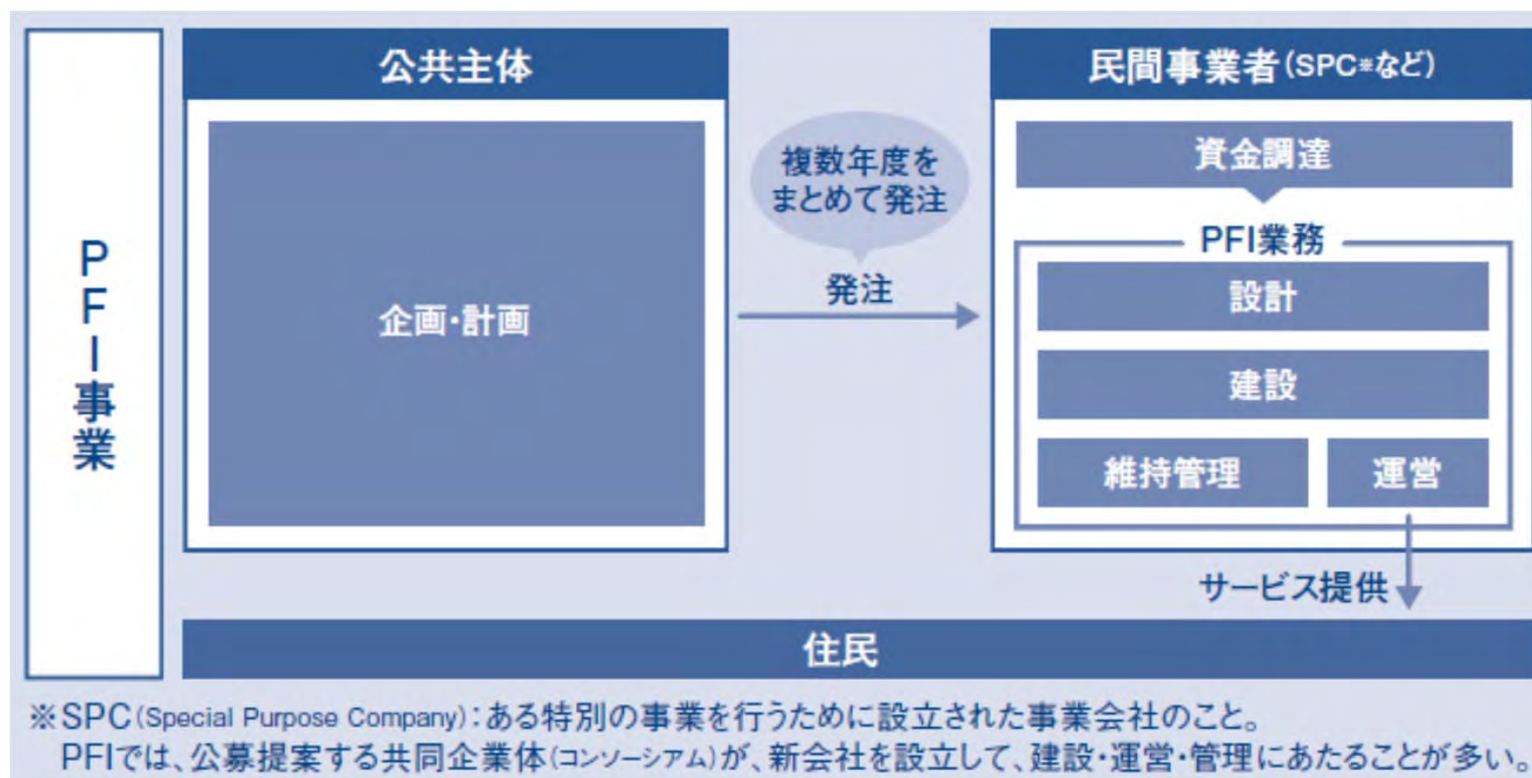 PFI事業
公共主体
企画・計画
複数年度を
まとめて発注
発注
民間事業者(SPC※など)
資金調達
PFI業務
設計
建設
維持管理
運営
サービス提供
住民
※SPC(Special Purpose Company):ある特別の事業を行うために設立された事業会社のこと。
PFIでは、公募提案する共同企業体(コンソーシアム)が、新会社を設立して、建設・運営・管理にあたることが多い。